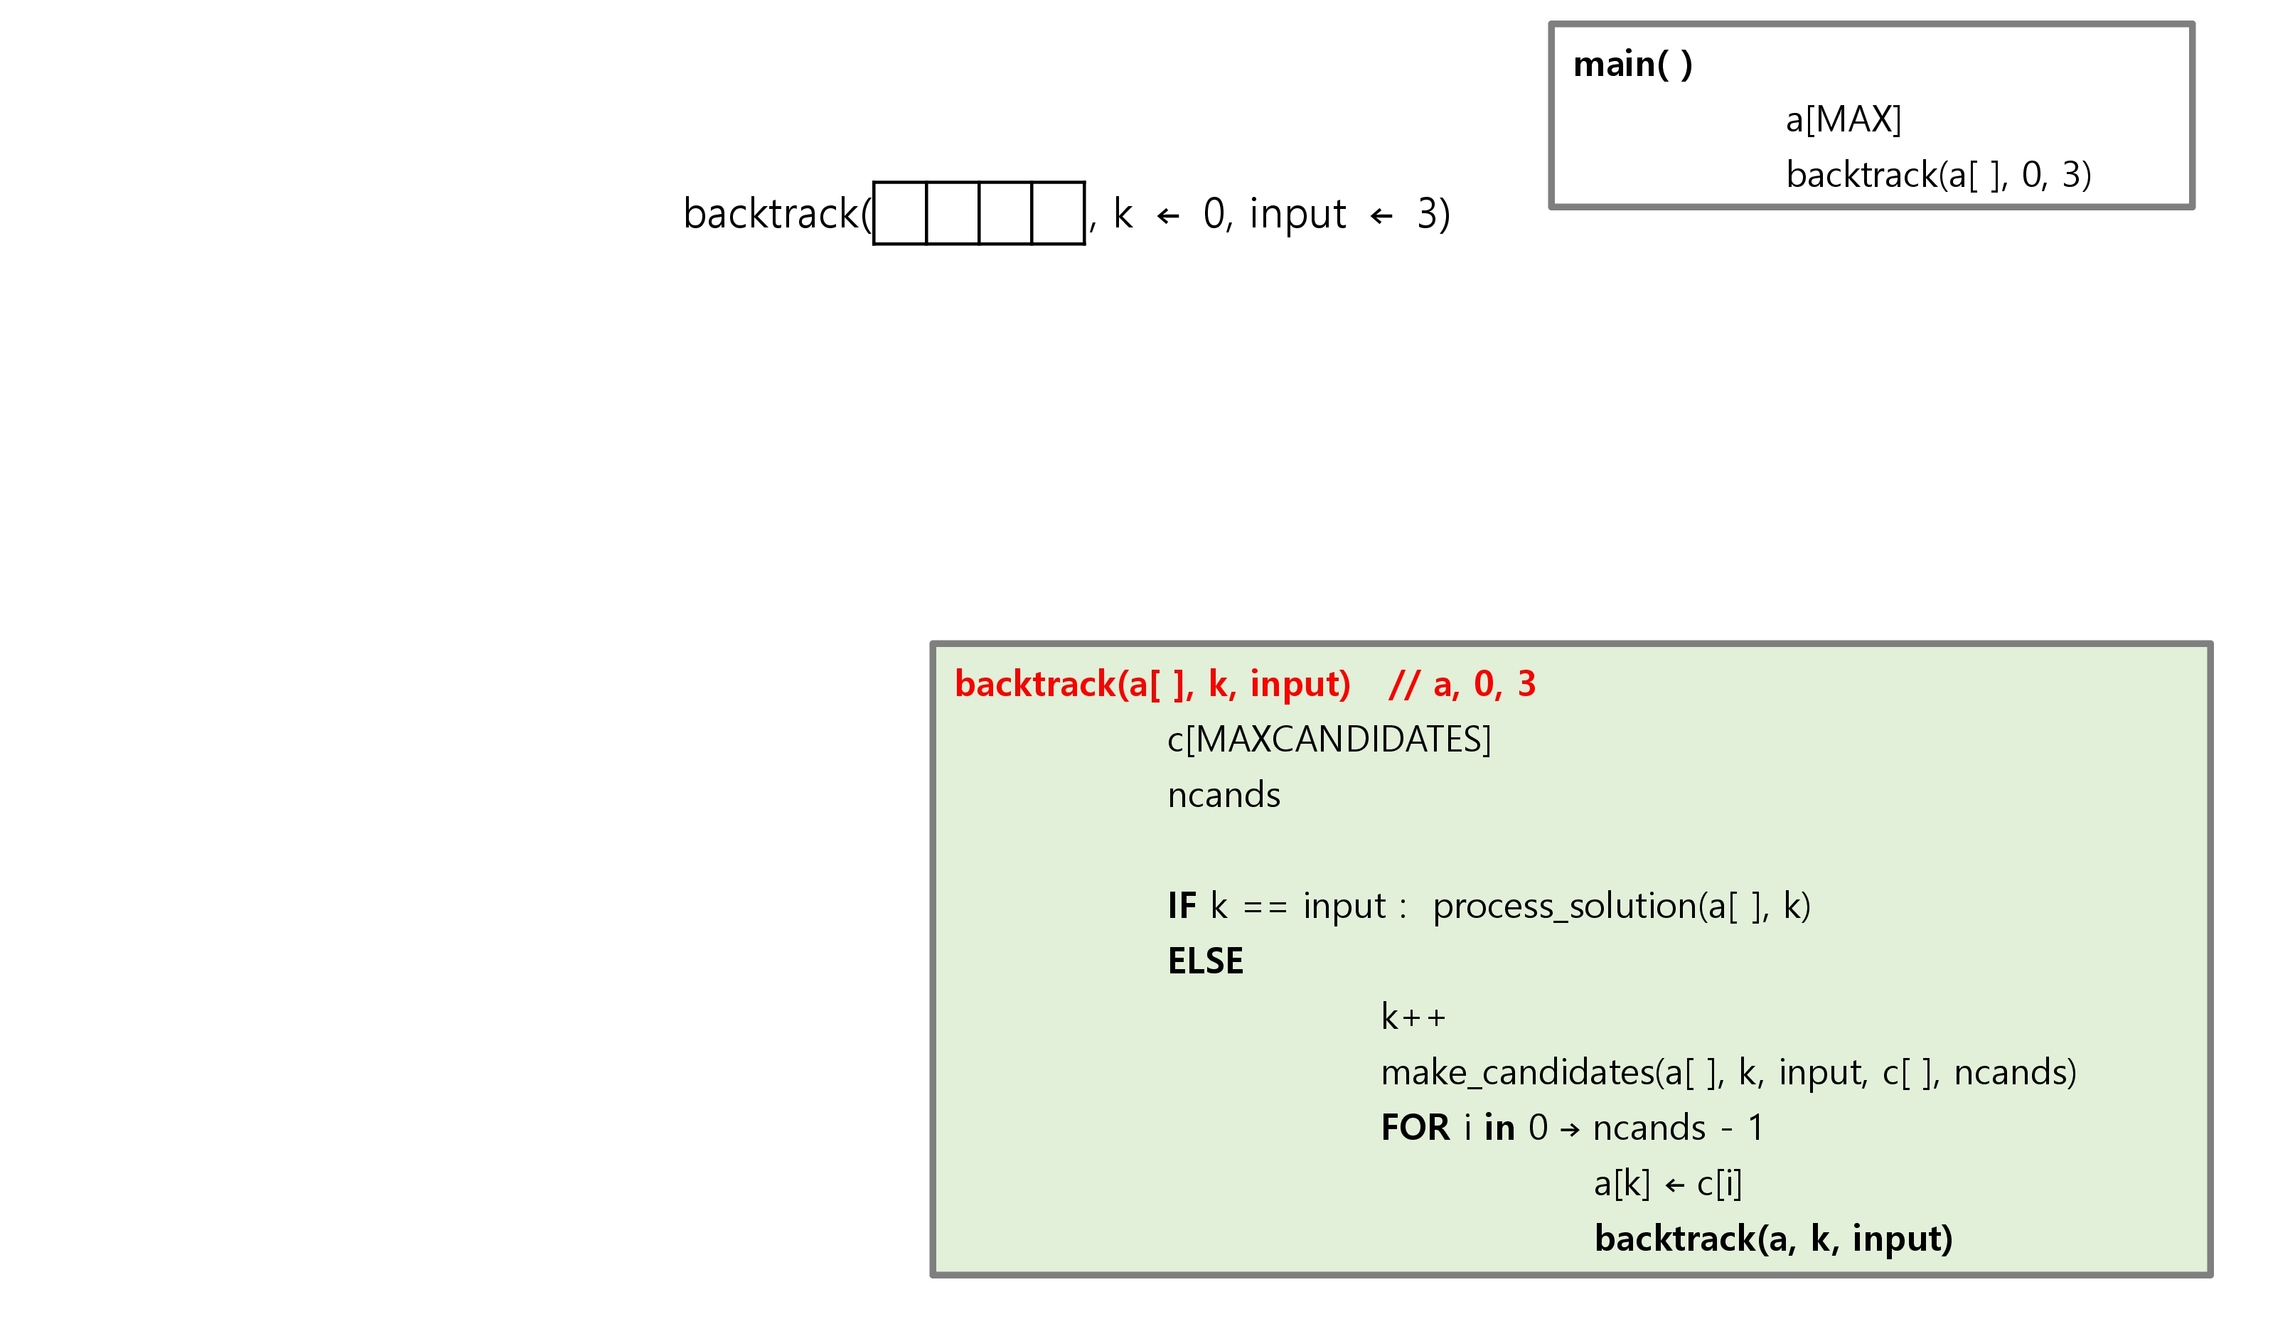 main( )
a[MAX]
backtrack(a[ ], 0, 3)
backtrack( , k ← 0, input ← 3)
backtrack(a[ ], k, input) // a, 0, 3
c[MAXCANDIDATES]
ncands
IF k == input : process_solution(a[ ], k)
ELSE
k++
make_candidates(a[ ], k, input, c[ ], ncands)
FOR i in 0 → ncands - 1
a[k] ← c[i]
backtrack(a, k, input)